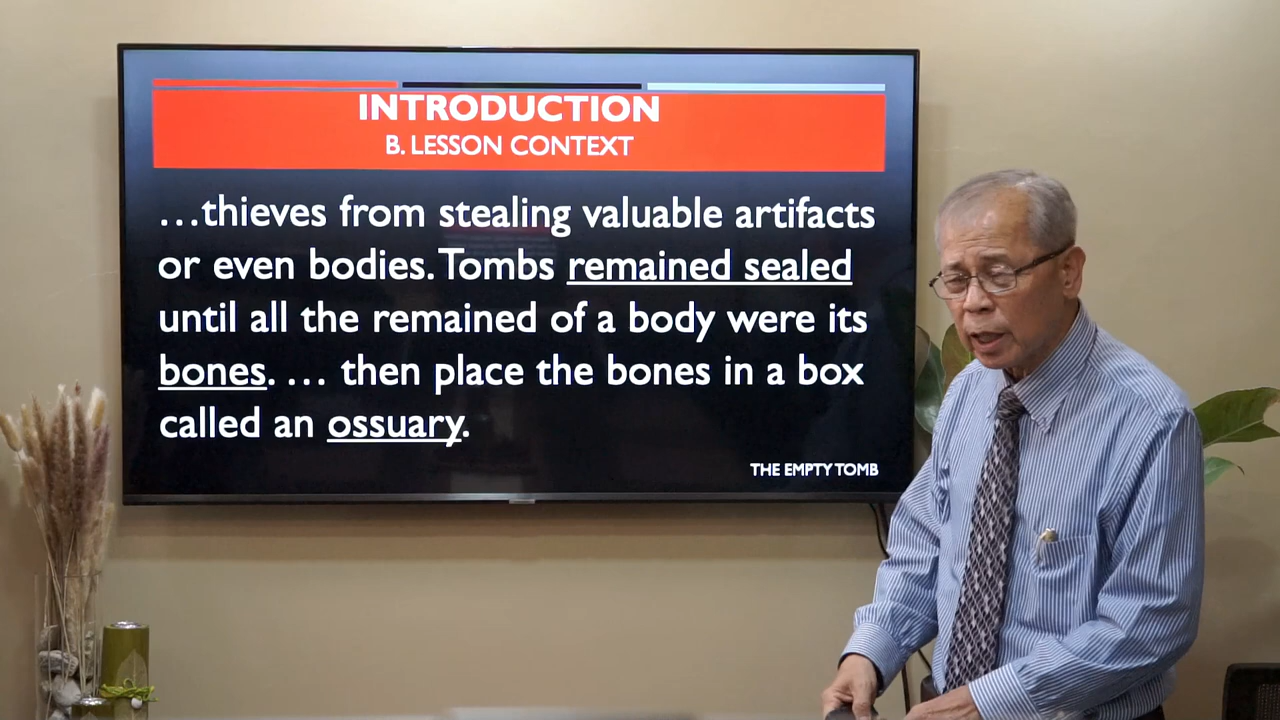 INTRODUCTION
B. LESSON CONTEXT
…thieves from stealing valuable artifacts
or even bodies. Tombs remained sealed
until all the remained of a body were its
bones. … then place the bones in a box
called an ossuary.
THE EMPTY TOMB